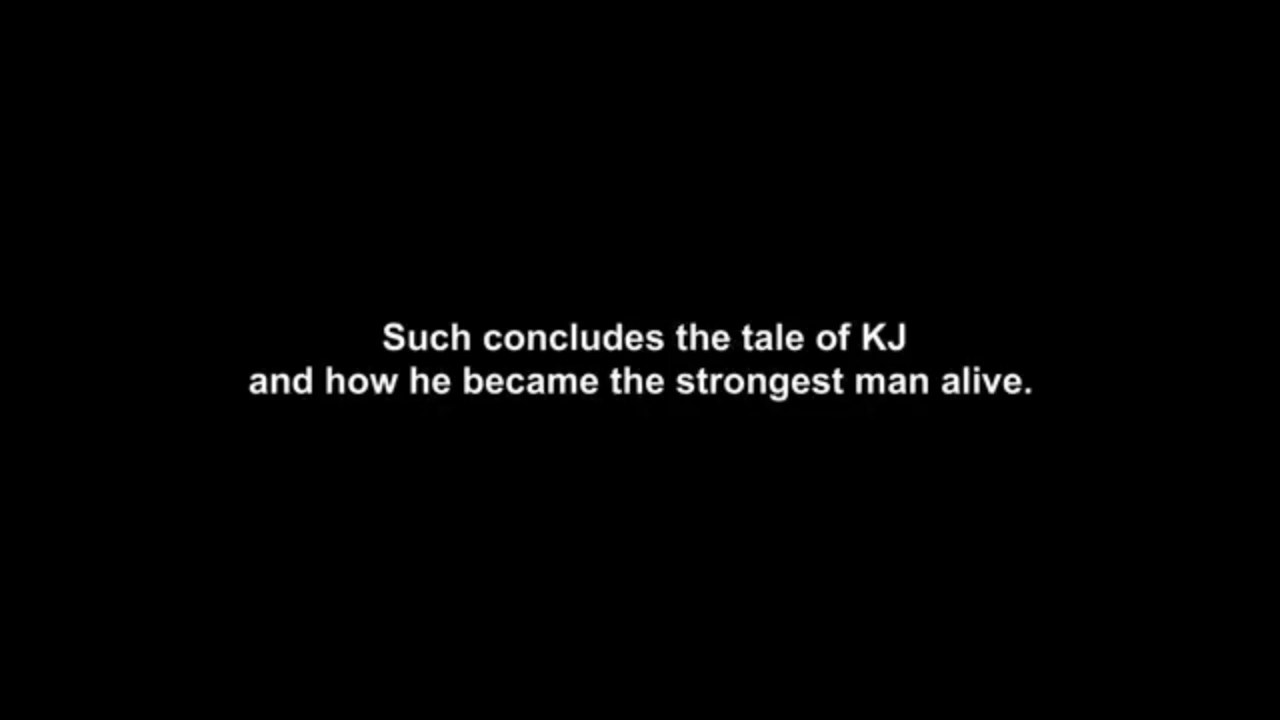 Such concludes the tale of KJ
and how he became the strongest man alive.